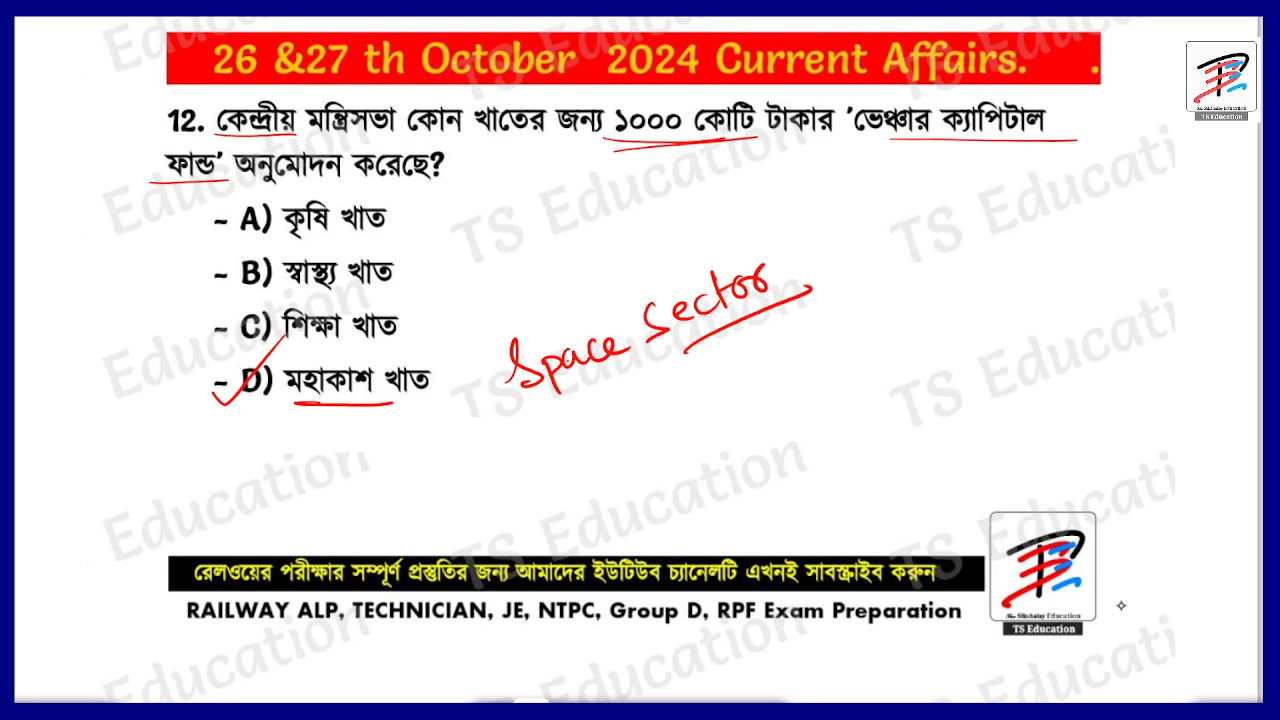 26 &27 th October 2024 Current Affairs. .
TS Education
12. কেন্দ্রীয় মন্ত্রিসভা কোন খাতের জন্য ১০০০ কোটি টাকার 'ভেঞ্চার ক্যাপিটাল
ফান্ড' অনুমোদন করেছে?
- A) কৃষি খাত
- B) স্বাস্থ্য খাত
- C) শিক্ষা খাত
- D) মহাকাশ খাত
Space Sector
রেলওয়ের পরীক্ষার সম্পূর্ণ প্রস্তুতির জন্য আমাদের ইউটিউব চ্যানেলটি এখনই সাবস্ক্রাইব করুন
RAILWAY ALP, TECHNICIAN, JE, NTPC, Group D, RPF Exam Preparation
TS Education